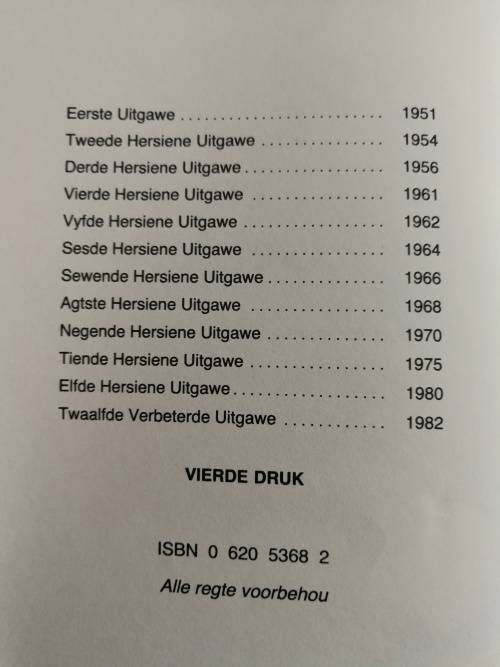 Eerste Uitgawe ......................... 1951
Tweede Hersiene Uitgawe ............... 1954
Derde Hersiene Uitgawe ................. 1956
Vierde Hersiene Uitgawe ................ 1961
Vyfde Hersiene Uitgawe ................. 1962
Sesde Hersiene Uitgawe ................ 1964
Sewende Hersiene Uitgawe .............. 1966
Agtste Hersiene Uitgawe ................ 1968
Negende Hersiene Uitgawe .............. 1970
Tiende Hersiene Uitgawe ................ 1975
Elfde Hersiene Uitgawe .................. 1980
Twaalfde Verbeterde Uitgawe ............ 1982
VIERDE DRUK
ISBN 0 620 5368 2
Alle regte voorbehou